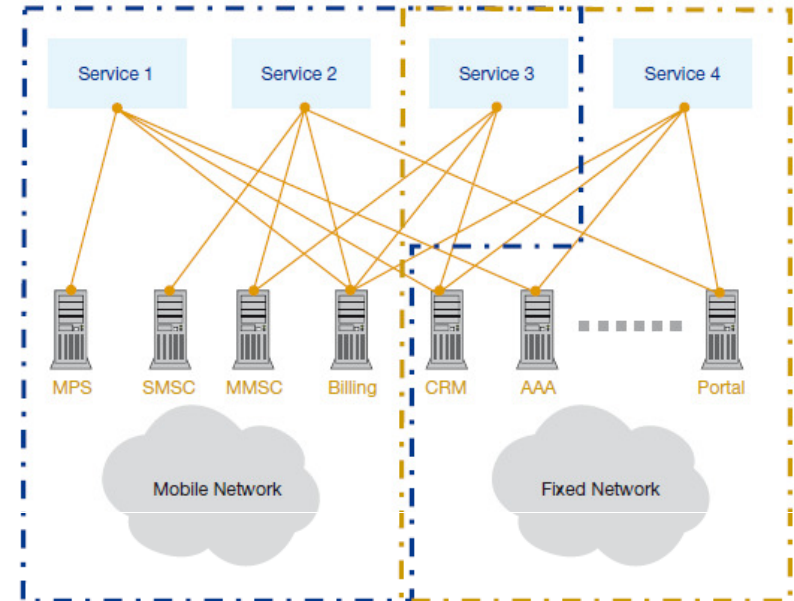 Service 1
Service 2
Service 3
Service 4
MPS
SMSC
MMSC
Billing
CRM
AAA
Portal
Mobile Network
Fixed Network